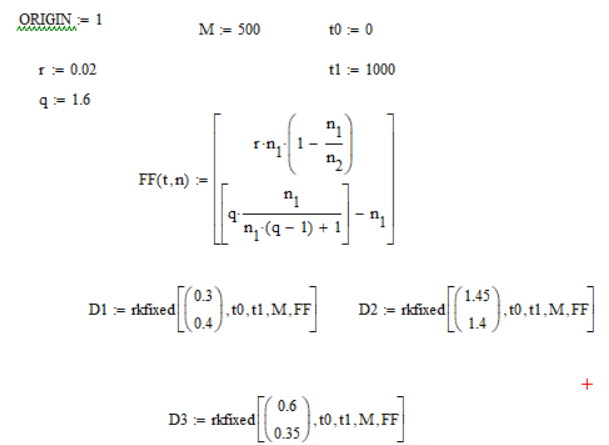 ORIGIN := 1
M := 500
t0 := 0
r := 0.02
t1 := 1000
q := 1.6
FF(t,n) := [ r·n₁·(1 − n₁/n₂)
[q· n₁/(n₁·(q − 1) + 1)] − n₁ ]
D1 := rkfixed[(0.3 0.4),t0,t1,M,FF]
D2 := rkfixed[(1.45 1.4),t0,t1,M,FF]
D3 := rkfixed[(0.6 0.35),t0,t1,M,FF]